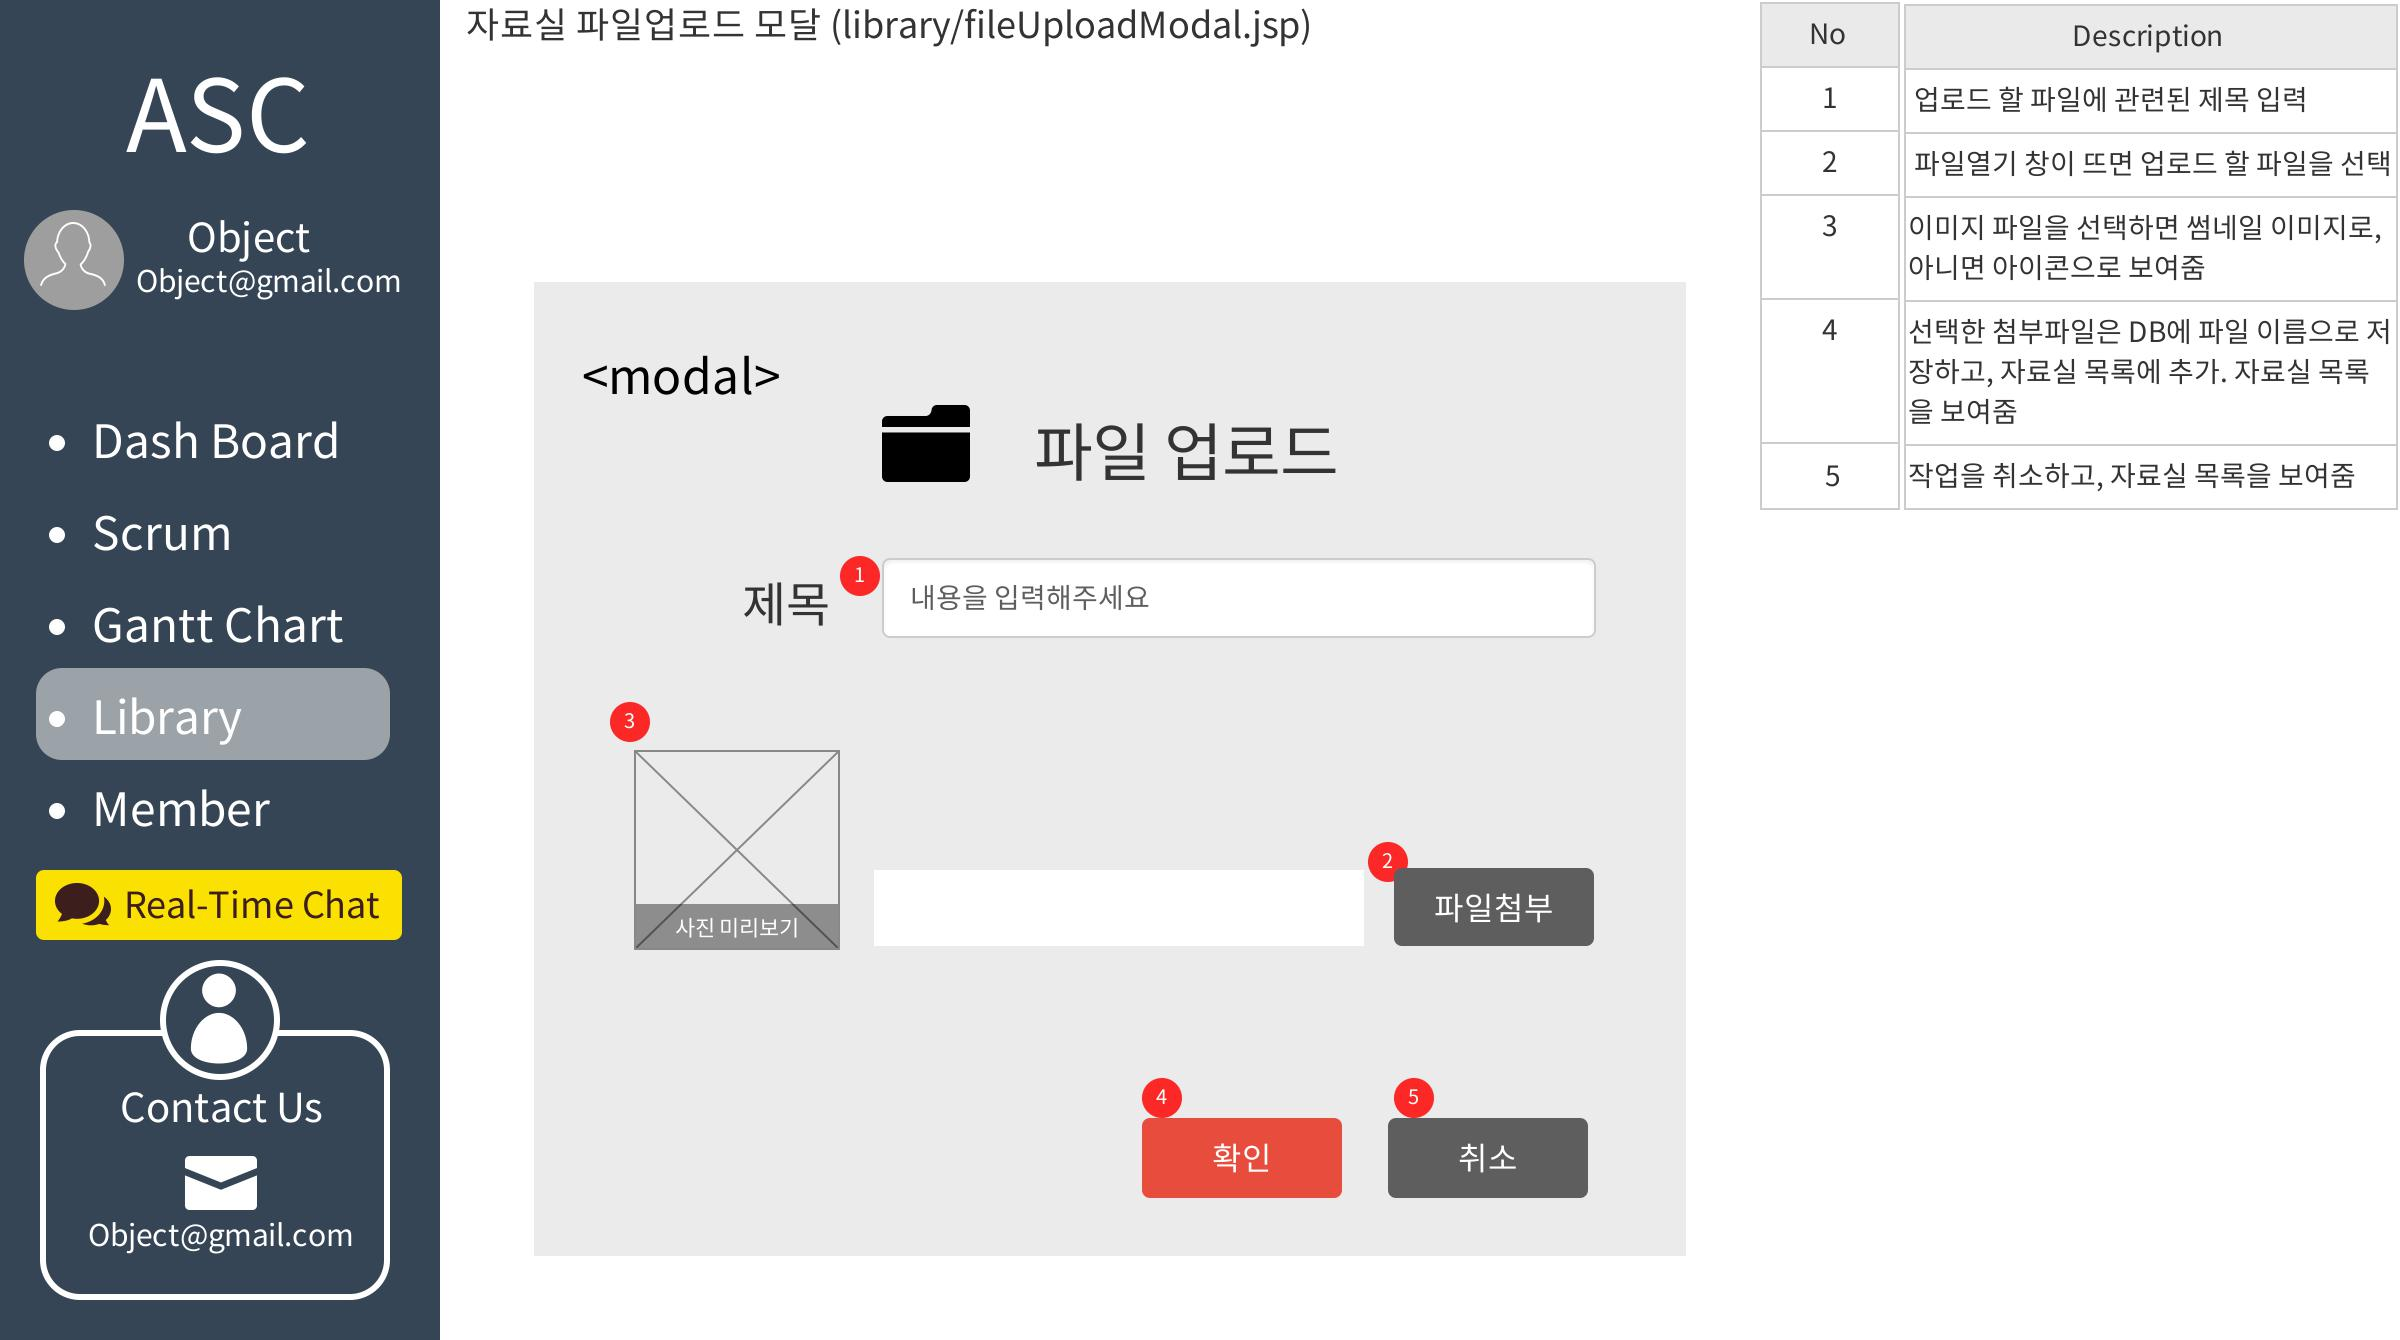 ASC
Object
Object@gmail.com
Dash Board
Scrum
Gantt Chart
Library
Member
Real-Time Chat
Contact Us
Object@gmail.com
자료실 파일업로드 모달 (library/fileUploadModal.jsp)
<modal>
파일 업로드
제목
1
내용을 입력해주세요
3
사진 미리보기
2
파일첨부
4
확인
5
취소
No Description
1 업로드 할 파일에 관련된 제목 입력
2 파일열기 창이 뜨면 업로드 할 파일을 선택
3 이미지 파일을 선택하면 썸네일 이미지로,
아니면 아이콘으로 보여줌
4 선택한 첨부파일은 DB에 파일 이름으로 저
장하고, 자료실 목록에 추가. 자료실 목록
을 보여줌
5 작업을 취소하고, 자료실 목록을 보여줌